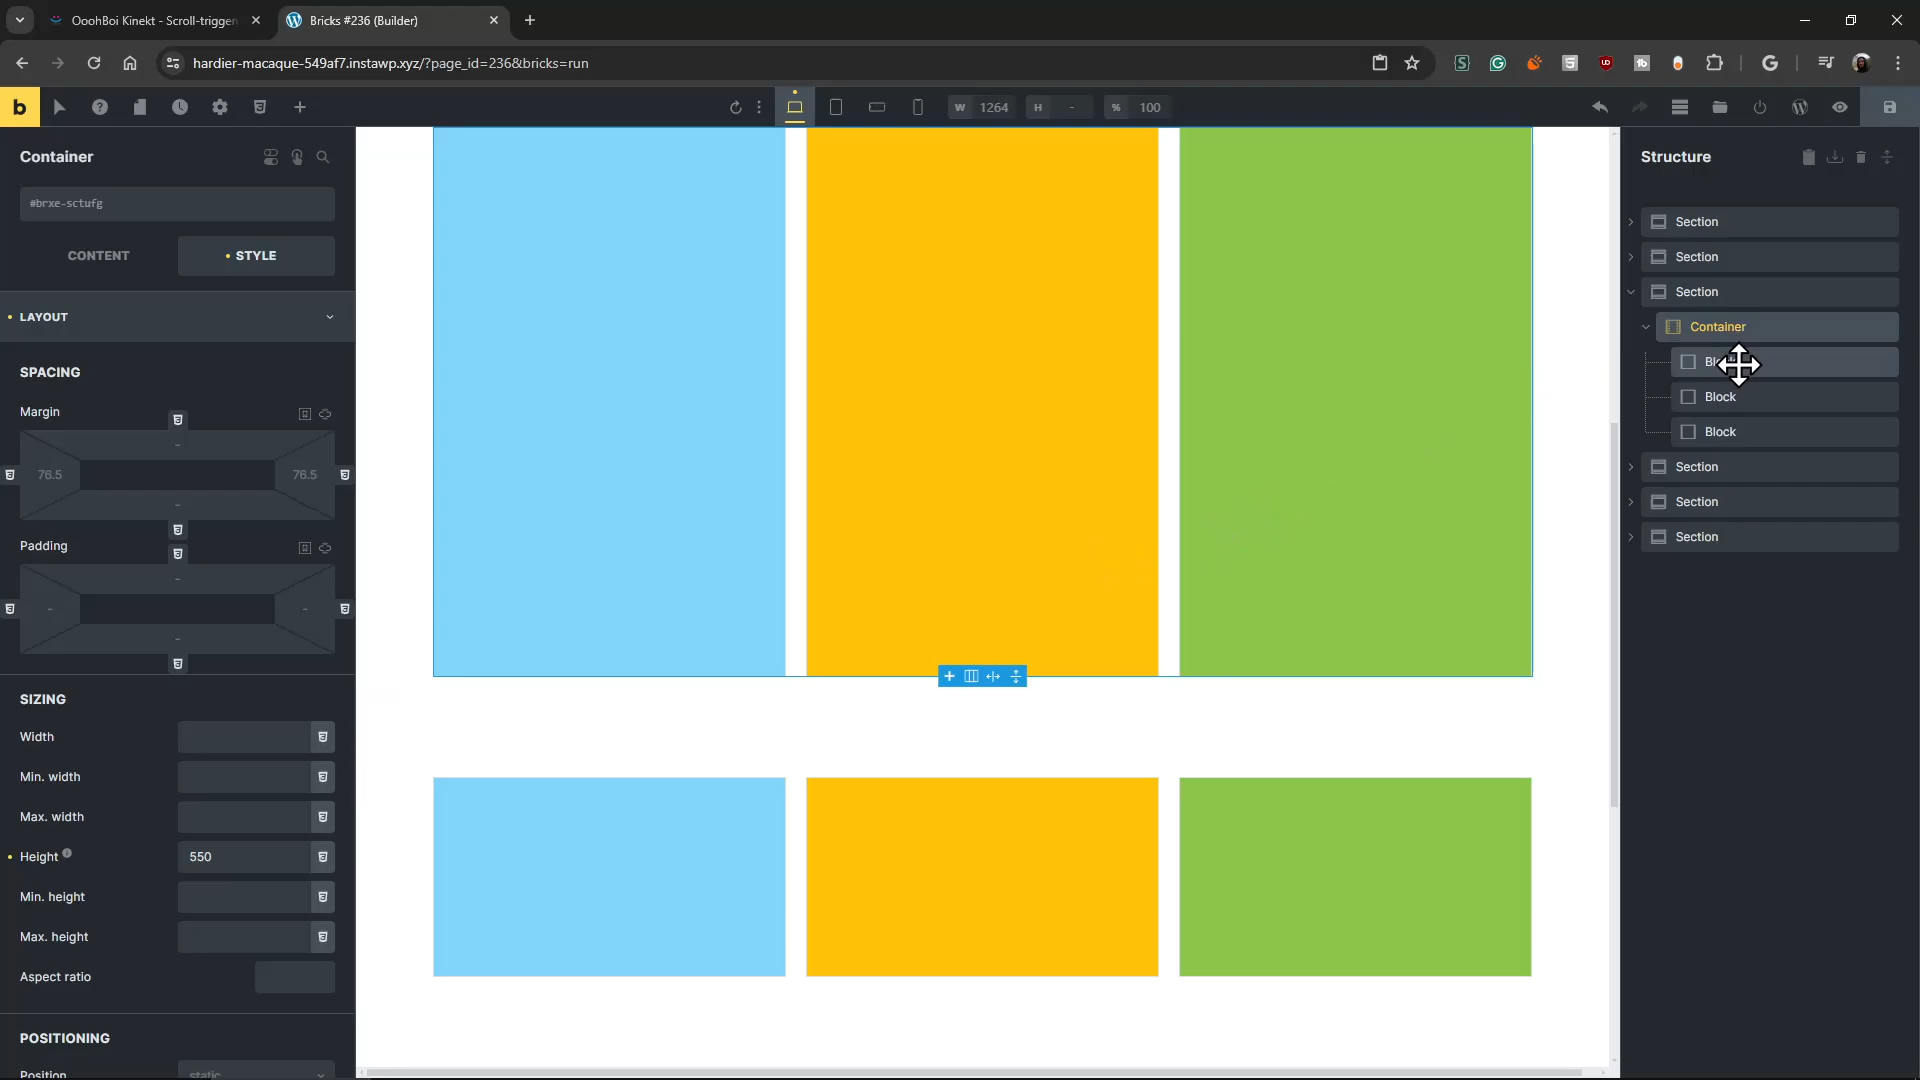 OoohBoi Kinekt - Scroll-trigger
Bricks #236 (Builder)
hardier-macaque-549af7.instawp.xyz/?page_id=236&bricks=run
b
W 1264 H - % 100
Container
#brxe-sctufg
CONTENT
STYLE
LAYOUT
SPACING
Margin
-
76.5
76.5
-
Padding
-
-
-
-
SIZING
Width
Min. width
Max. width
Height
550
Min. height
Max. height
Aspect ratio
POSITIONING
Position
static
Structure
Section
Section
Section
Container
Block
Block
Section
Section
Section